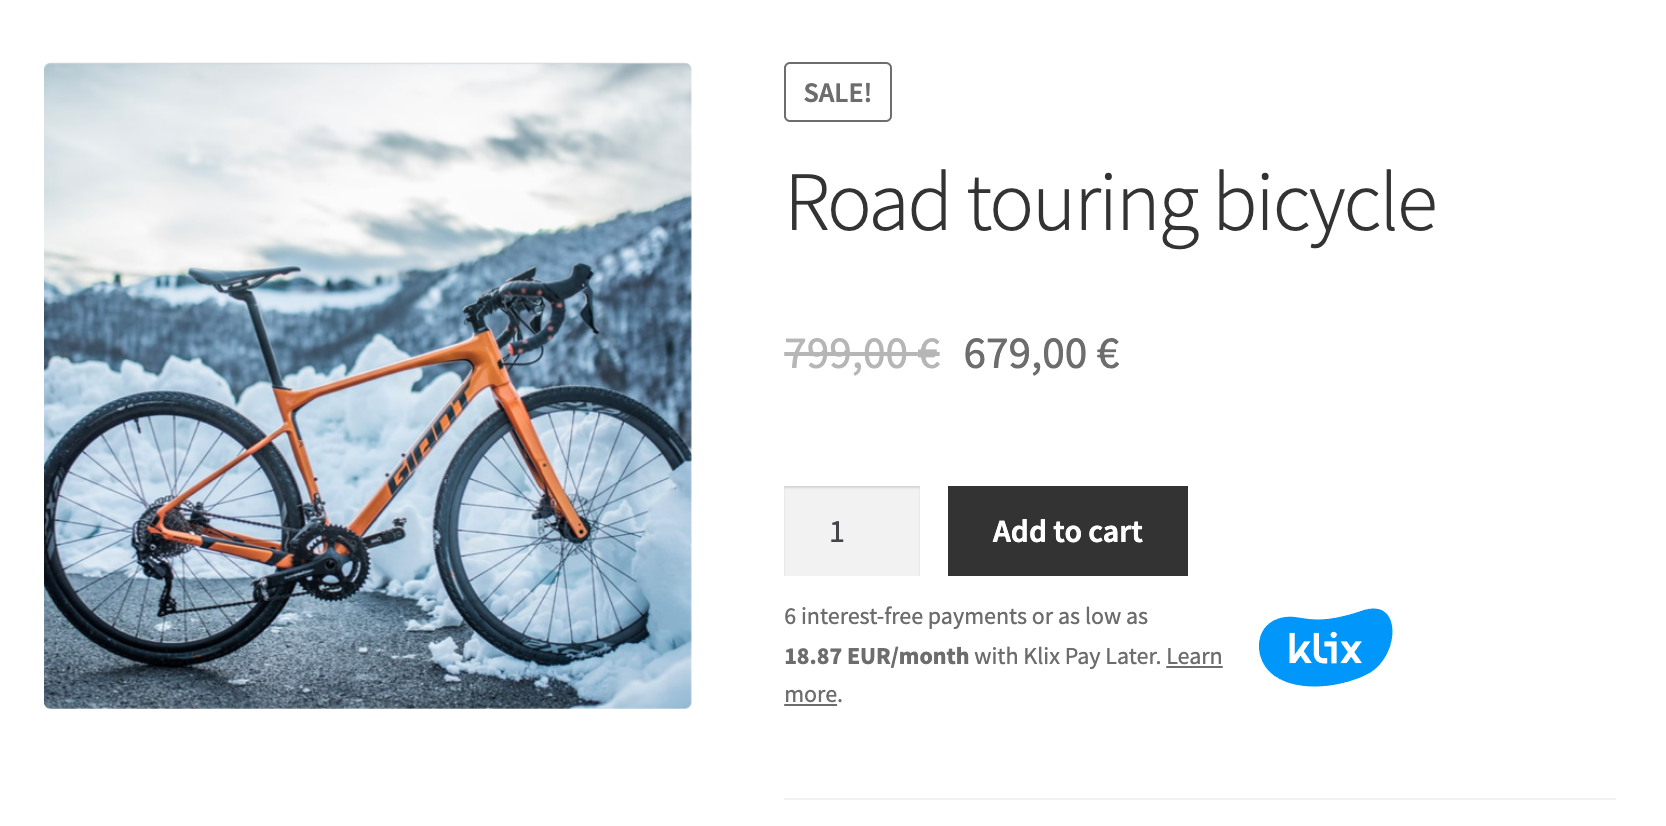 GIANT
SALE!
Road touring bicycle
799,00 € 679,00 €
1
Add to cart
6 interest-free payments or as low as
18.87 EUR/month with Klix Pay Later. Learn
more.
klix